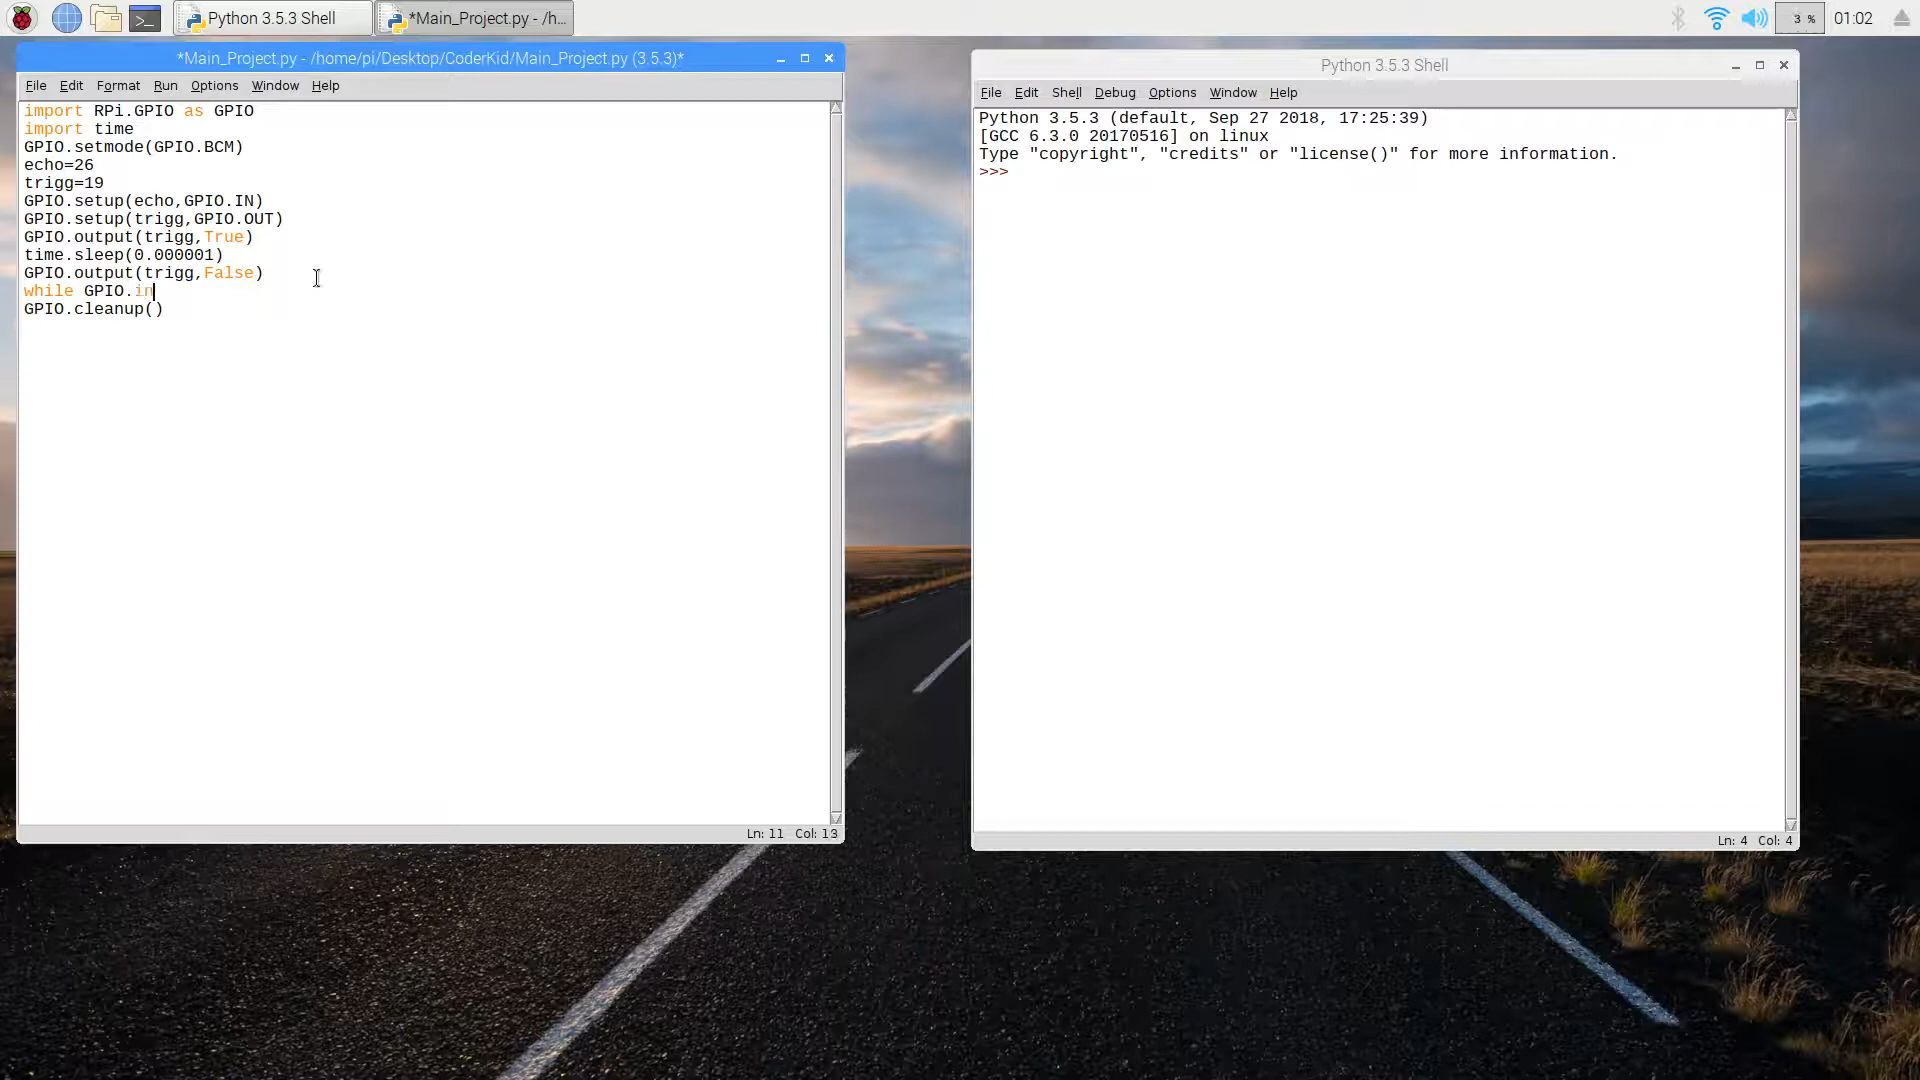 Python 3.5.3 Shell
*Main_Project.py - /h...
3 %
01:02
*Main_Project.py - /home/pi/Desktop/CoderKid/Main_Project.py (3.5.3)*
File Edit Format Run Options Window Help
import RPi.GPIO as GPIO
import time
GPIO.setmode(GPIO.BCM)
echo=26
trigg=19
GPIO.setup(echo,GPIO.IN)
GPIO.setup(trigg,GPIO.OUT)
GPIO.output(trigg,True)
time.sleep(0.000001)
GPIO.output(trigg,False)
while GPIO.in
GPIO.cleanup()
Ln: 11 Col: 13
Python 3.5.3 Shell
File Edit Shell Debug Options Window Help
Python 3.5.3 (default, Sep 27 2018, 17:25:39)
[GCC 6.3.0 20170516] on linux
Type "copyright", "credits" or "license()" for more information.
>>>
Ln: 4 Col: 4